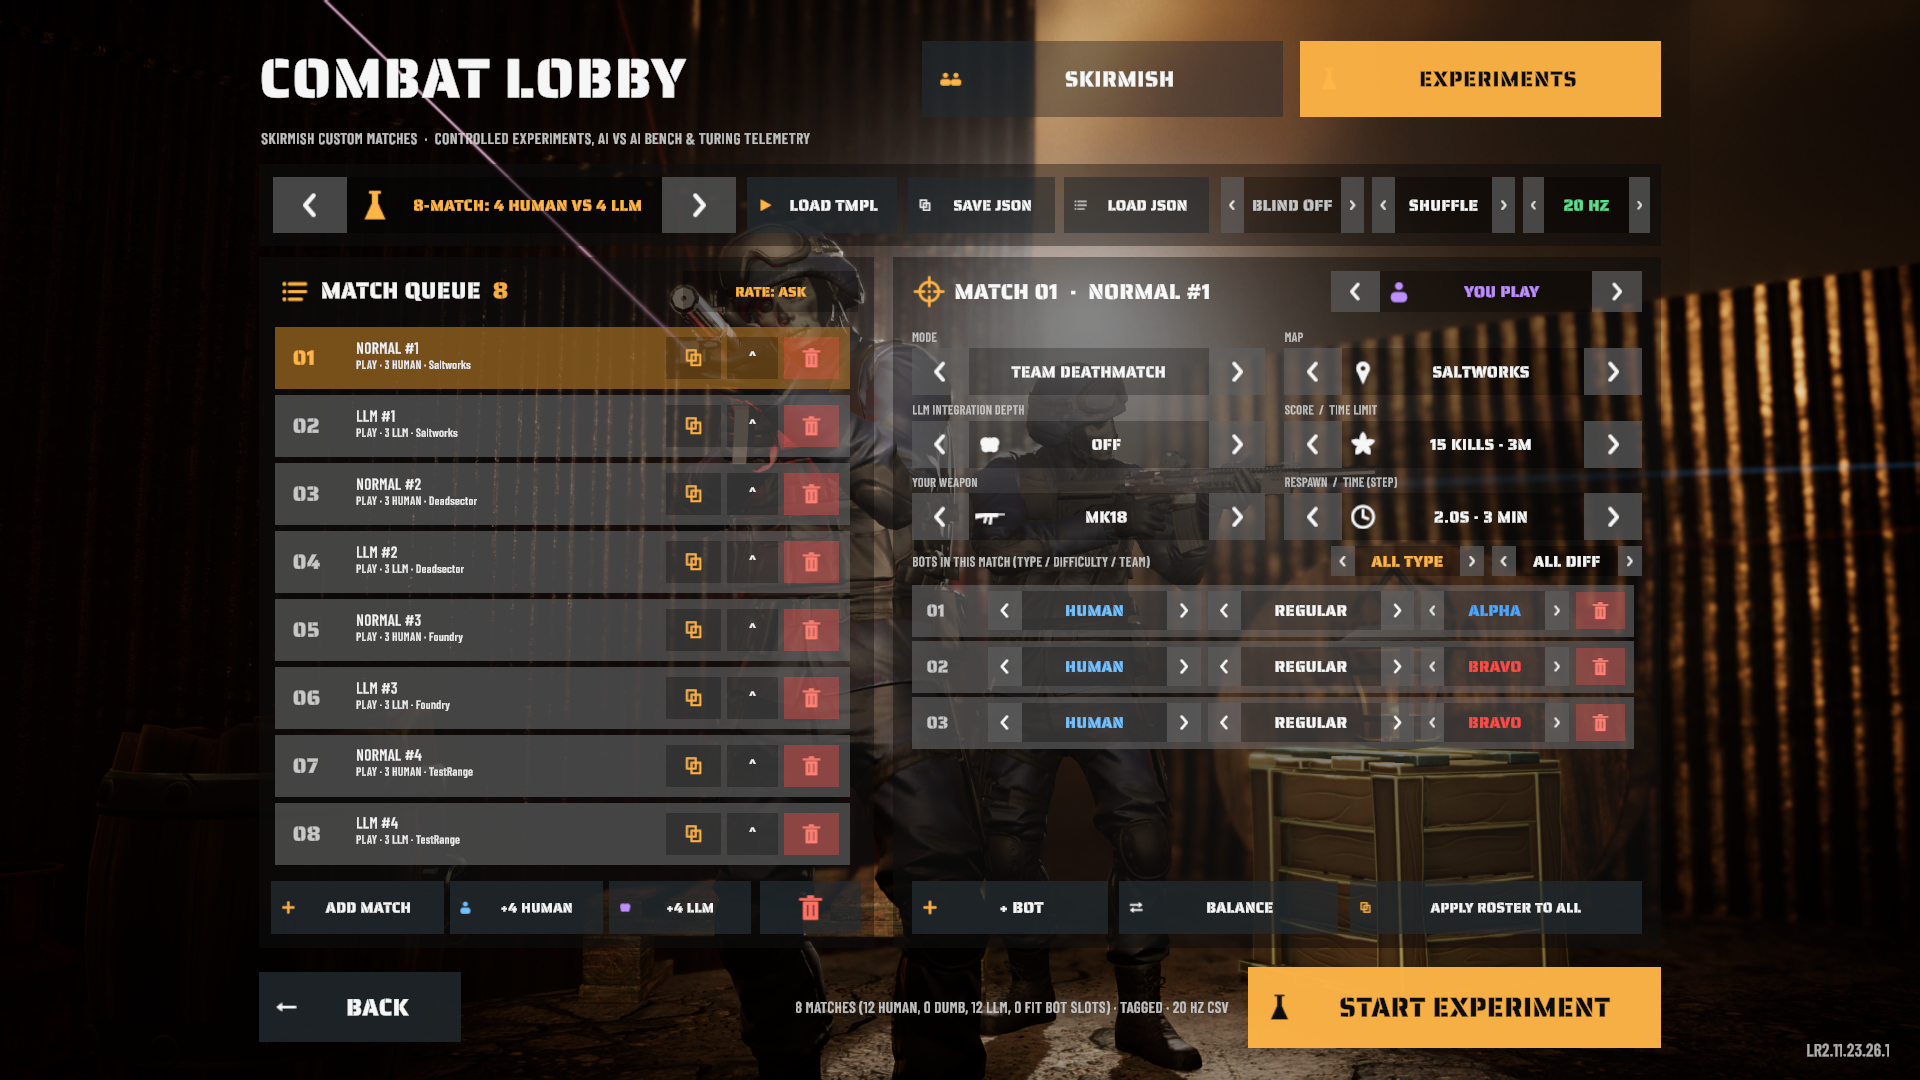 COMBAT LOBBY
SKIRMISH
EXPERIMENTS
SKIRMISH CUSTOM MATCHES · CONTROLLED EXPERIMENTS, AI VS AI BENCH & TURING TELEMETRY
8-MATCH: 4 HUMAN VS 4 LLM
LOAD TMPL
SAVE JSON
LOAD JSON
BLIND OFF
SHUFFLE
20 HZ
MATCH QUEUE 8
RATE: ASK
01
NORMAL #1
PLAY · 3 HUMAN · Saltworks
02
LLM #1
PLAY · 3 LLM · Saltworks
03
NORMAL #2
PLAY · 3 HUMAN · Deadsector
04
LLM #2
PLAY · 3 LLM · Deadsector
05
NORMAL #3
PLAY · 3 HUMAN · Foundry
06
LLM #3
PLAY · 3 LLM · Foundry
07
NORMAL #4
PLAY · 3 HUMAN · TestRange
08
LLM #4
PLAY · 3 LLM · TestRange
ADD MATCH
+4 HUMAN
+4 LLM
MATCH 01 · NORMAL #1
YOU PLAY
MODE
MAP
TEAM DEATHMATCH
SALTWORKS
LLM INTEGRATION DEPTH
SCORE / TIME LIMIT
OFF
15 KILLS · 3M
YOUR WEAPON
RESPAWN / TIME (STEP)
MK18
2.0S · 3 MIN
BOTS IN THIS MATCH (TYPE / DIFFICULTY / TEAM)
ALL TYPE
ALL DIFF
01 HUMAN REGULAR ALPHA
02 HUMAN REGULAR BRAVO
03 HUMAN REGULAR BRAVO
+ BOT
BALANCE
APPLY ROSTER TO ALL
BACK
8 MATCHES (12 HUMAN, 0 DUMB, 12 LLM, 0 FIT BOT SLOTS) · TAGGED · 20 HZ CSV
START EXPERIMENT
LR2.11.23.26.1